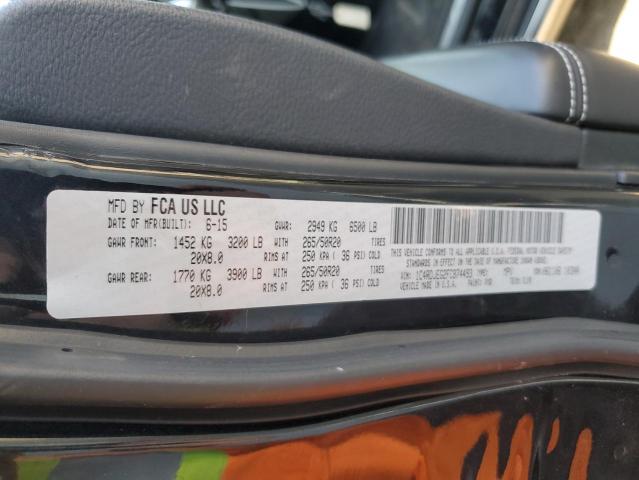 MFD BY FCA US LLC
DATE OF MFR(BUILT): 6-15 GVWR: 2949 KG 6500 LB
GAWR FRONT: 1452 KG 3200 LB WITH 265/50R20 TIRES
20X8.0 RIMS AT 250 KPA ( 36 PSI) COLD
GAWR REAR: 1770 KG 3900 LB WITH 265/50R20 TIRES
20X8.0 RIMS AT 250 KPA ( 36 PSI) COLD
THIS VEHICLE CONFORMS TO ALL APPLICABLE U.S.A. FEDERAL MOTOR VEHICLE SAFETY
STANDARDS IN EFFECT ON THE DATE OF MANUFACTURE SHOWN ABOVE.
VIN: TYPE: MPV
VEHICLE MADE IN U.S.A.